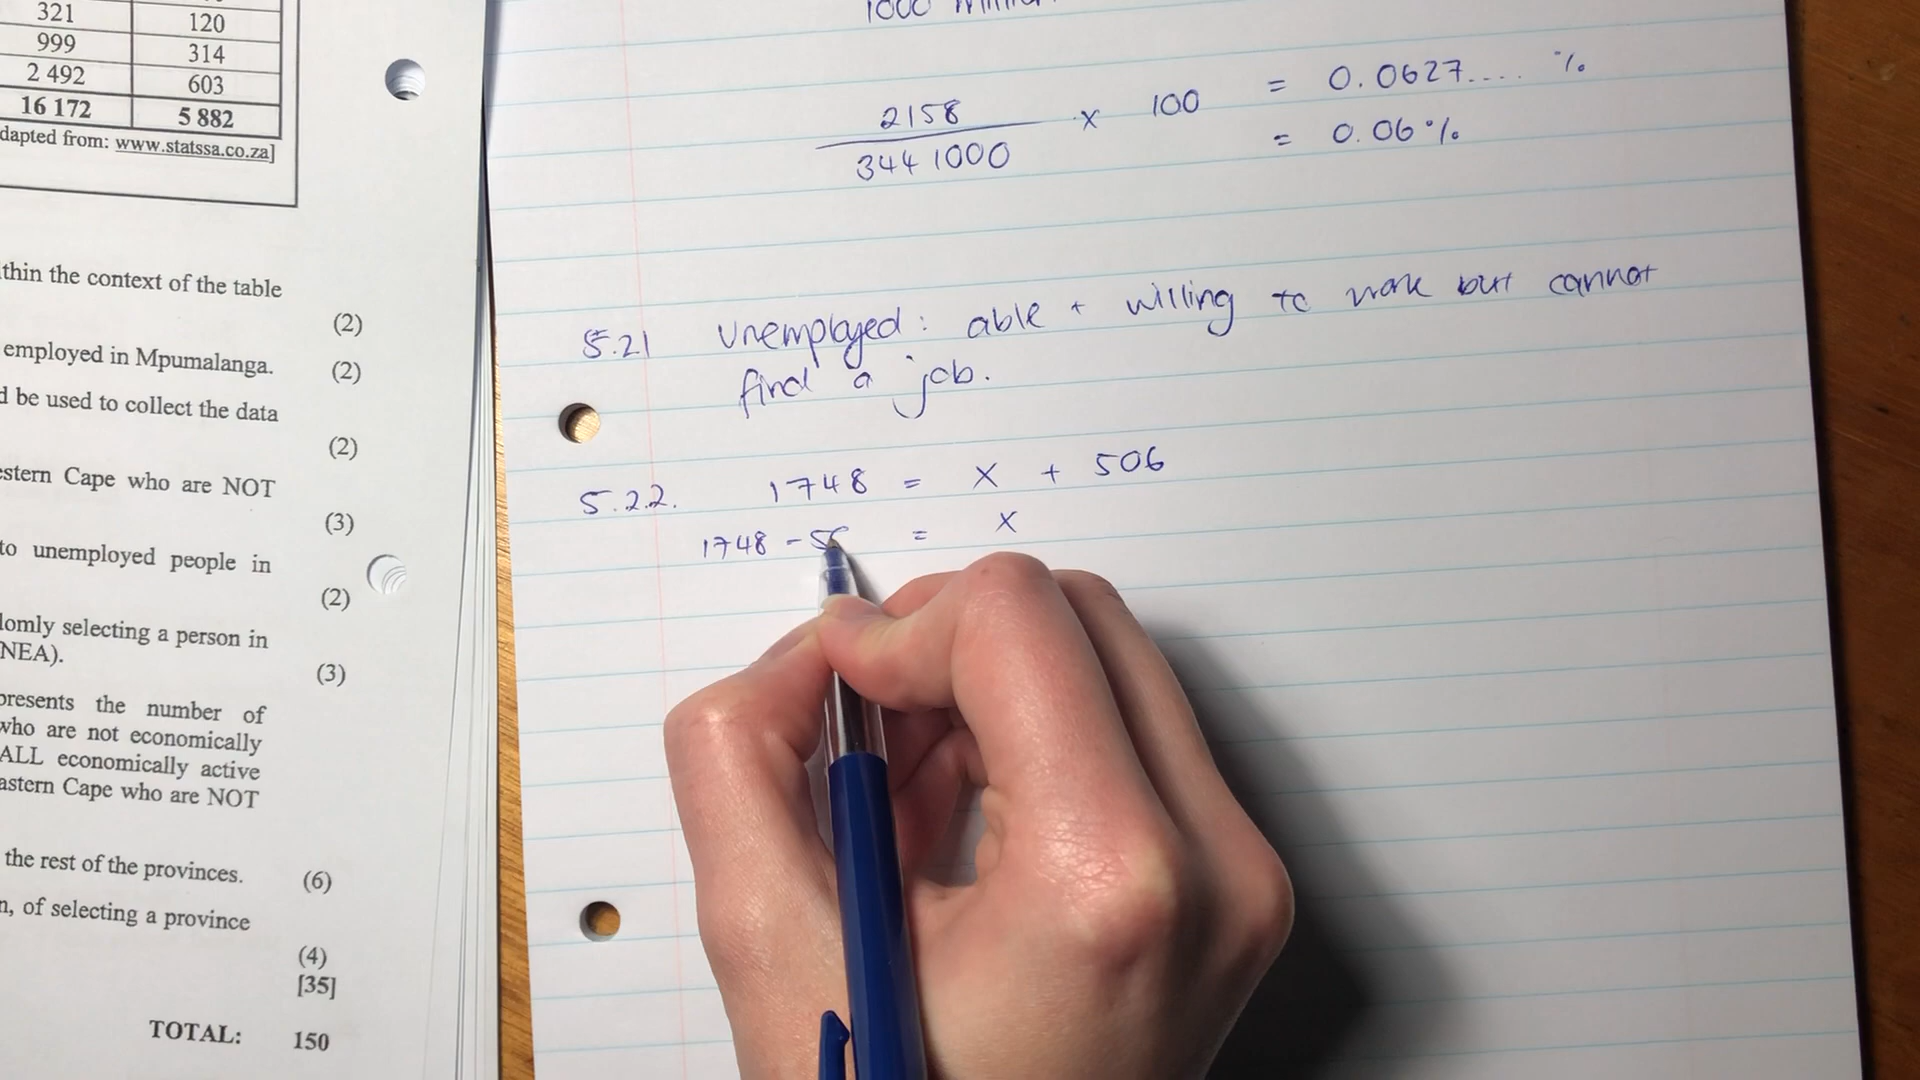 321 120
999 314
2 492 603
16 172 5 882
dapted from: www.statssa.co.za]
thin the context of the table
(2)
employed in Mpumalanga. (2)
d be used to collect the data
(2)
estern Cape who are NOT
(3)
to unemployed people in
(2)
lomly selecting a person in
NEA).
(3)
presents the number of
who are not economically
ALL economically active
astern Cape who are NOT
the rest of the provinces. (6)
n, of selecting a province
(4)
[35]
TOTAL: 150
2158 / 3441000 x 100 = 0.0627.... %
= 0.06%
5.21 unemployed: able + willing to work but cannot
find a job.
5.2.2. 1748 = x + 506
1748 - 50 = x